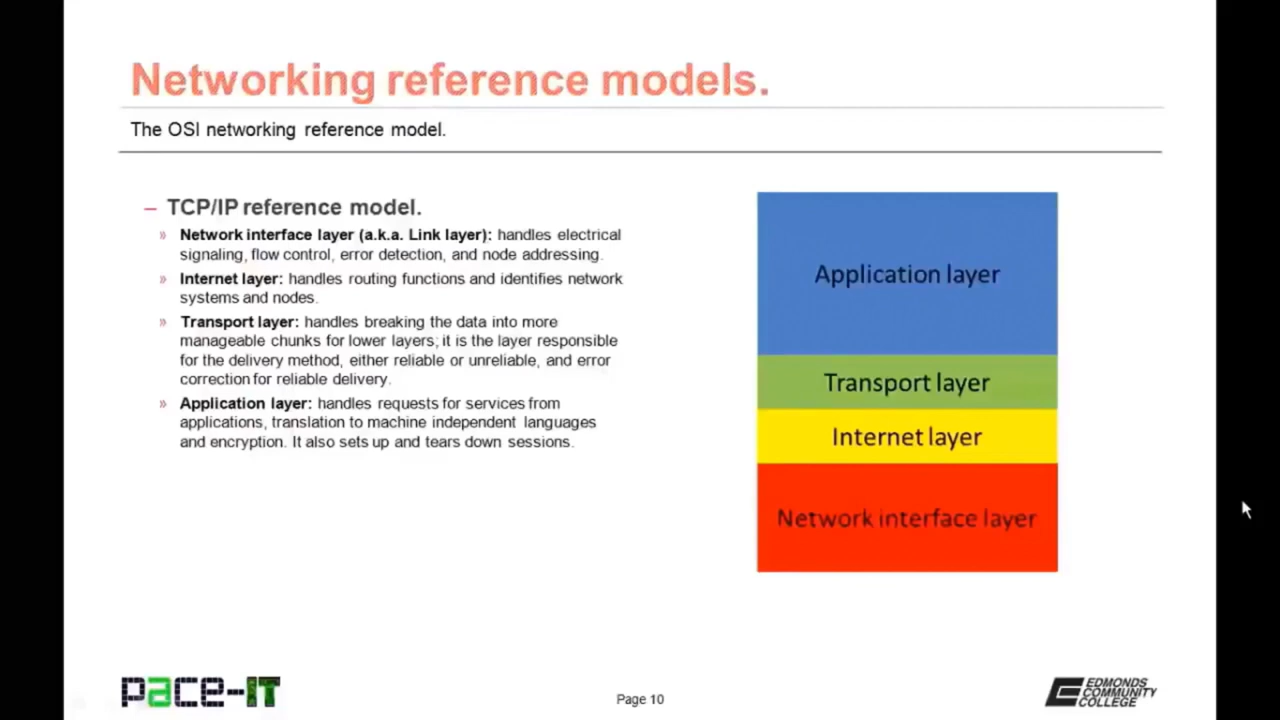 Networking reference models.
The OSI networking reference model.
– TCP/IP reference model.
» Network interface layer (a.k.a. Link layer): handles electrical
signaling, flow control, error detection, and node addressing.
» Internet layer: handles routing functions and identifies network
systems and nodes.
» Transport layer: handles breaking the data into more
manageable chunks for lower layers; it is the layer responsible
for the delivery method, either reliable or unreliable, and error
correction for reliable delivery.
» Application layer: handles requests for services from
applications, translation to machine independent languages
and encryption. It also sets up and tears down sessions.
Application layer
Transport layer
Internet layer
Network interface layer
pace-IT
Page 10
EDMONDS
COMMUNITY
COLLEGE